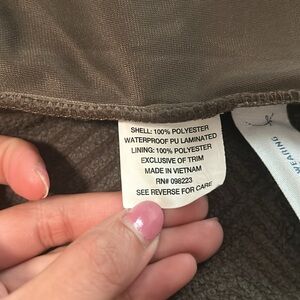 SHELL: 100% POLYESTER
WATERPROOF PU LAMINATED
LINING: 100% POLYESTER
EXCLUSIVE OF TRIM
MADE IN VIETNAM
RN# 098223
SEE REVERSE FOR CARE
WEARING